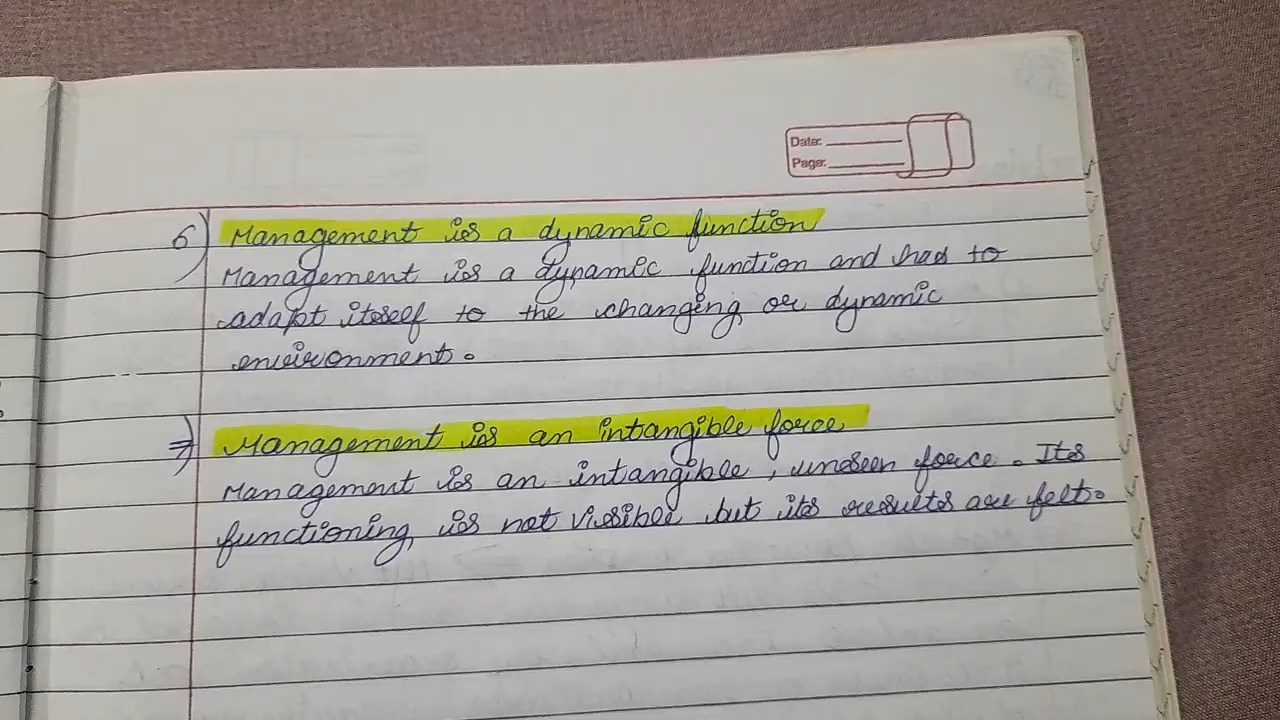 Date:
Page:
6) Management is a dynamic function
Management is a dynamic function and has to
adapt itself to the changing or dynamic
environment.
7) Management is an intangible force
Management is an intangible, unseen force. Its
functioning is not visible but its results are felt.